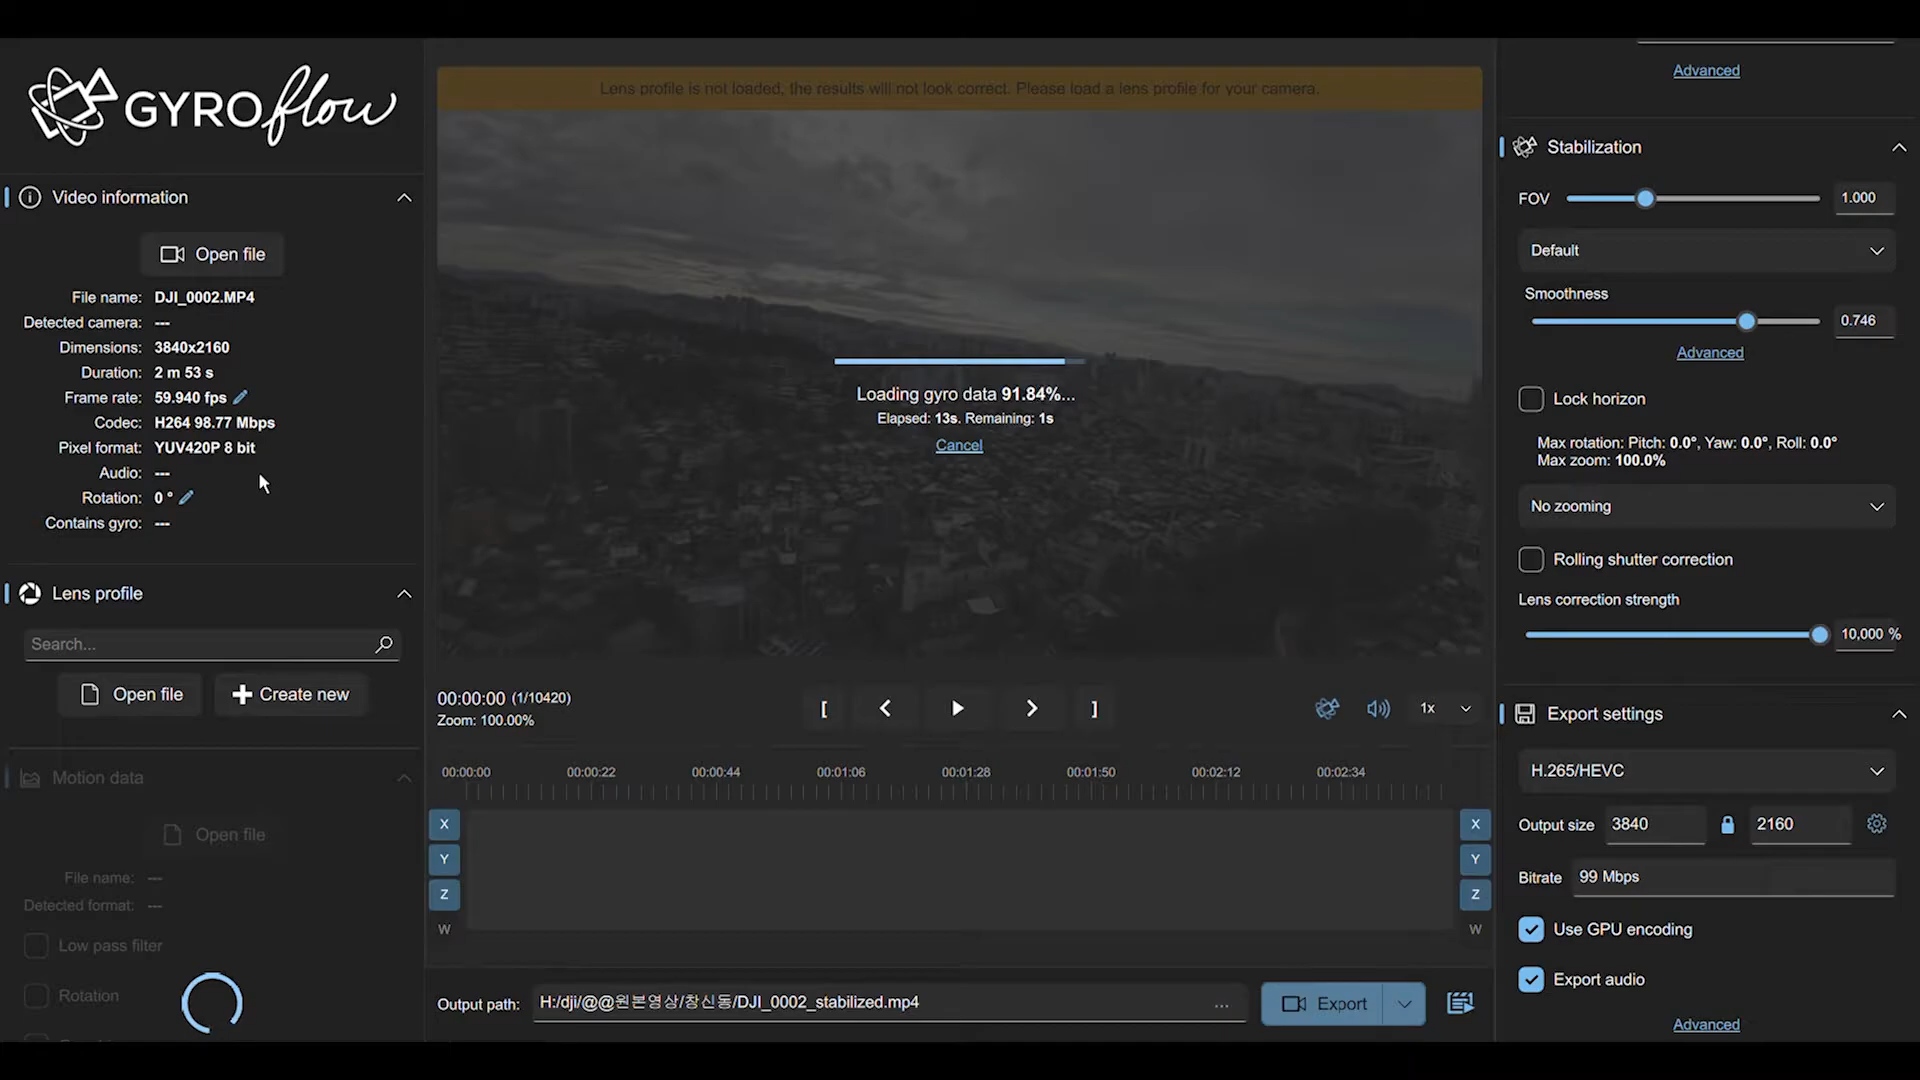 GYROflow
Video information
Open file
File name: DJI_0002.MP4
Detected camera: ---
Dimensions: 3840x2160
Duration: 2 m 53 s
Frame rate: 59.940 fps
Codec: H264 98.77 Mbps
Pixel format: YUV420P 8 bit
Audio: ---
Rotation: 0 °
Contains gyro: ---
Lens profile
Search...
Open file
Create new
Motion data
Open file
File name: ---
Detected format: ---
Low pass filter
Rotation
Lens profile is not loaded, the results will not look correct. Please load a lens profile for your camera.
Loading gyro data 91.84%...
Elapsed: 13s. Remaining: 1s
Cancel
00:00:00 (1/10420)
Zoom: 100.00%
[
]
1x
00:00:00 00:00:22 00:00:44 00:01:06 00:01:28 00:01:50 00:02:12 00:02:34
X
Y
Z
W
X
Y
Z
W
Output path: H:/dji/@@원본영상/창신동/DJI_0002_stabilized.mp4 ...
Export
Advanced
Stabilization
FOV 1.000
Default
Smoothness
0.746
Advanced
Lock horizon
Max rotation: Pitch: 0.0°, Yaw: 0.0°, Roll: 0.0°
Max zoom: 100.0%
No zooming
Rolling shutter correction
Lens correction strength
10,000 %
Export settings
H.265/HEVC
Output size 3840 2160
Bitrate 99 Mbps
Use GPU encoding
Export audio
Advanced